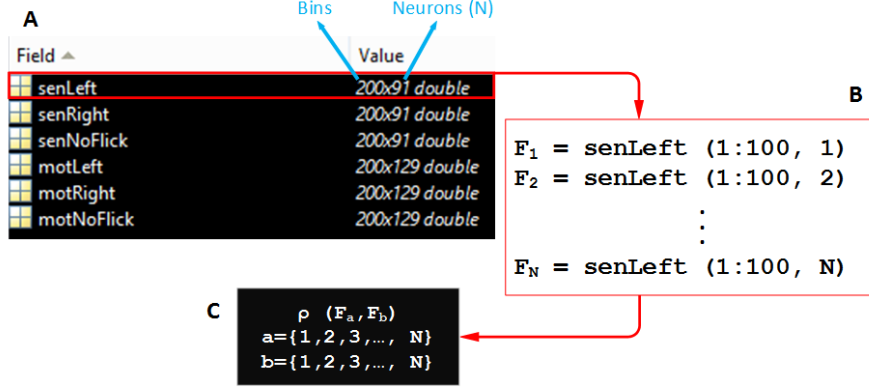 Bins Neurons (N)
A
Field Value
senLeft 200x91 double
senRight 200x91 double
senNoFlick 200x91 double
motLeft 200x129 double
motRight 200x129 double
motNoFlick 200x129 double
B
F₁ = senLeft (1:100, 1)
F₂ = senLeft (1:100, 2)
.
.
.
F_N = senLeft (1:100, N)
C
ρ (Fₐ,F_b)
a={1,2,3,…, N}
b={1,2,3,…, N}